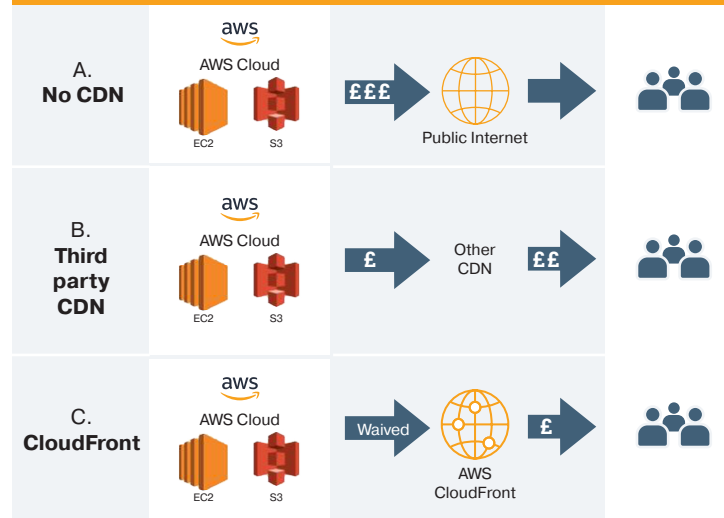 A.
No CDN
aws
AWS Cloud
EC2
S3
£££
Public Internet
B.
Third
party
CDN
aws
AWS Cloud
EC2
S3
£
Other
CDN
££
C.
CloudFront
aws
AWS Cloud
EC2
S3
Waived
AWS
CloudFront
£